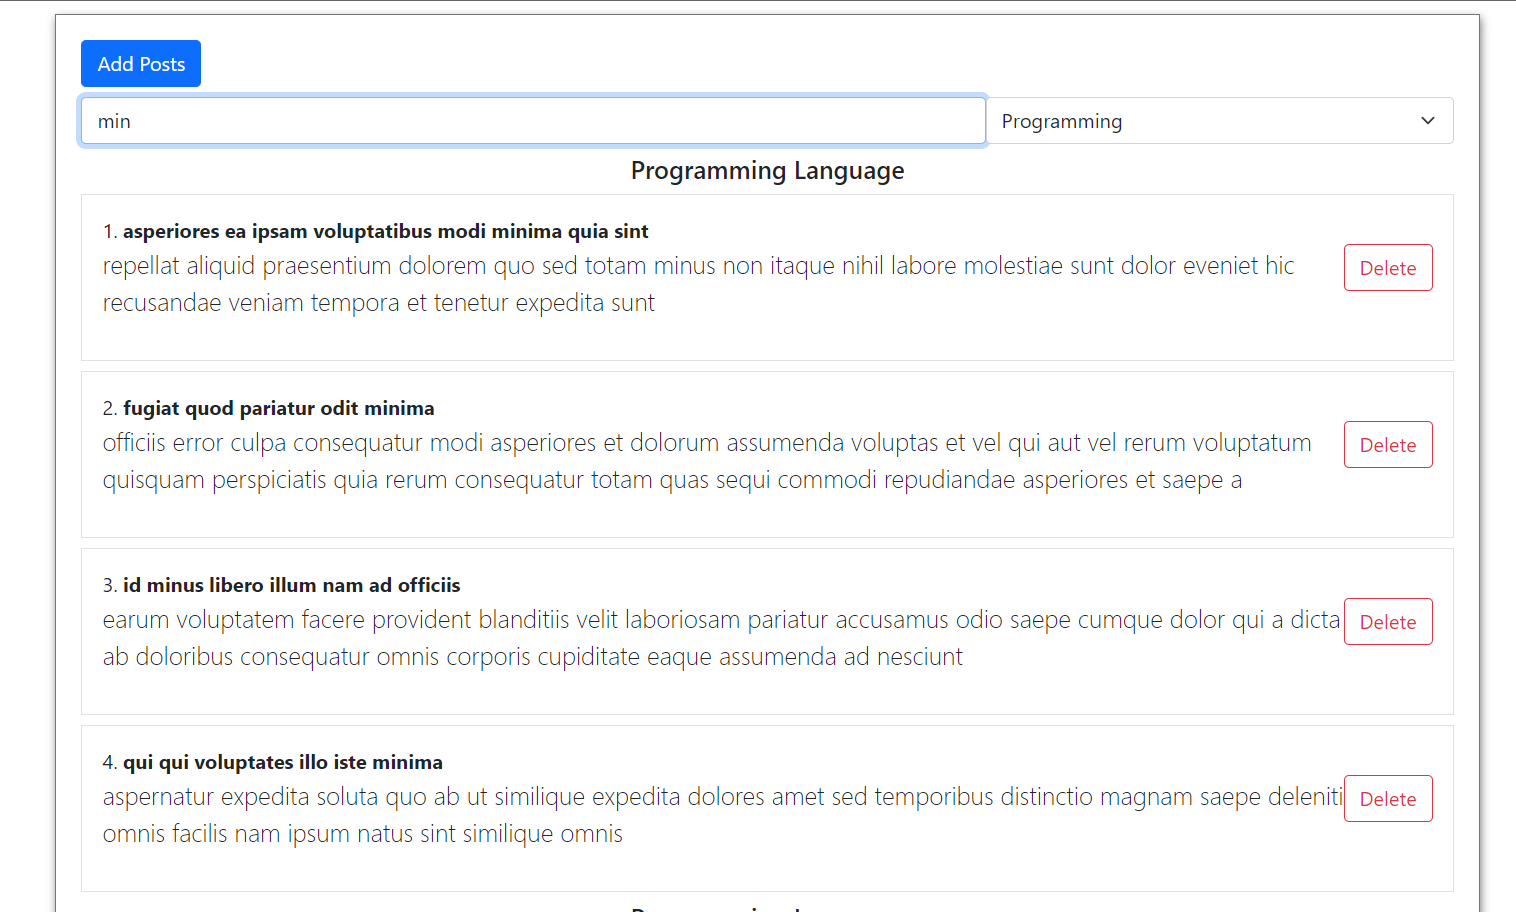 Add Posts
min
Programming
Programming Language
1. asperiores ea ipsam voluptatibus modi minima quia sint
repellat aliquid praesentium dolorem quo sed totam minus non itaque nihil labore molestiae sunt dolor eveniet hic
recusandae veniam tempora et tenetur expedita sunt
Delete
2. fugiat quod pariatur odit minima
officiis error culpa consequatur modi asperiores et dolorum assumenda voluptas et vel qui aut vel rerum voluptatum
quisquam perspiciatis quia rerum consequatur totam quas sequi commodi repudiandae asperiores et saepe a
Delete
3. id minus libero illum nam ad officiis
earum voluptatem facere provident blanditiis velit laboriosam pariatur accusamus odio saepe cumque dolor qui a dicta
ab doloribus consequatur omnis corporis cupiditate eaque assumenda ad nesciunt
Delete
4. qui qui voluptates illo iste minima
aspernatur expedita soluta quo ab ut similique expedita dolores amet sed temporibus distinctio magnam saepe deleniti
omnis facilis nam ipsum natus sint similique omnis
Delete